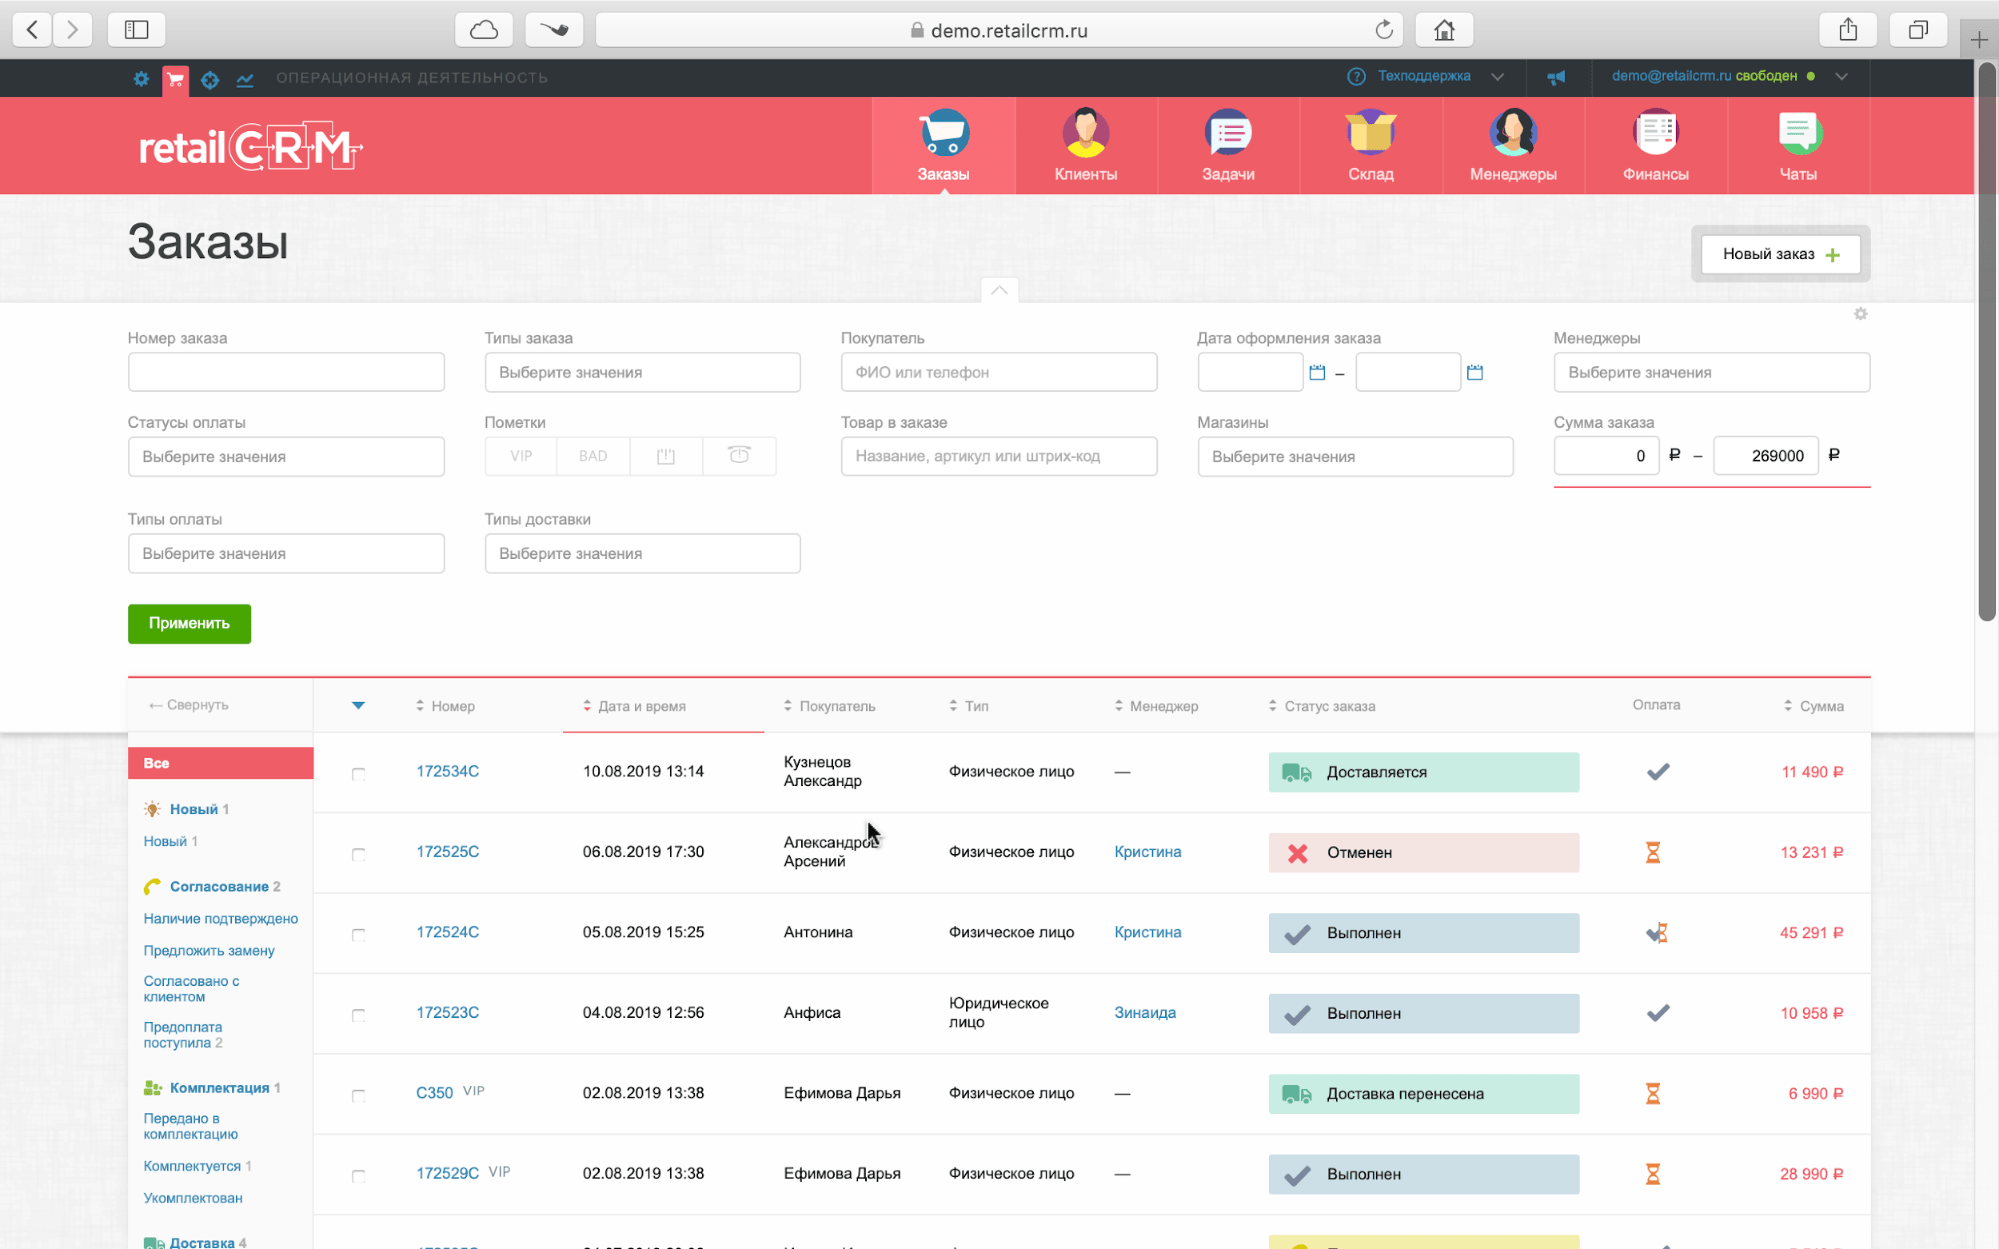 demo.retailcrm.ru
ОПЕРАЦИОННАЯ ДЕЯТЕЛЬНОСТЬ
Техподдержка
demo@retailcrm.ru свободен
retailCRM
Заказы
Клиенты
Задачи
Склад
Менеджеры
Финансы
Чаты
Заказы
Новый заказ
Номер заказа
Типы заказа
Покупатель
Дата оформления заказа
Менеджеры
Выберите значения
ФИО или телефон
–
Выберите значения
Статусы оплаты
Пометки
Товар в заказе
Магазины
Сумма заказа
Выберите значения
VIP
BAD
Название, артикул или штрих-код
Выберите значения
0 ₽ – 269000 ₽
Типы оплаты
Типы доставки
Выберите значения
Выберите значения
Применить
← Свернуть
Номер
Дата и время
Покупатель
Тип
Менеджер
Статус заказа
Оплата
Сумма
Все
Новый 1
Новый 1
Согласование 2
Наличие подтверждено
Предложить замену
Согласовано с
клиентом
Предоплата
поступила 2
Комплектация 1
Передано в
комплектацию
Комплектуется 1
Укомплектован
Доставка 4
172534C
10.08.2019 13:14
Кузнецов
Александр
Физическое лицо
—
Доставляется
11 490 ₽
172525C
06.08.2019 17:30
Александров
Арсений
Физическое лицо
Кристина
Отменен
13 231 ₽
172524C
05.08.2019 15:25
Антонина
Физическое лицо
Кристина
Выполнен
45 291 ₽
172523C
04.08.2019 12:56
Анфиса
Юридическое
лицо
Зинаида
Выполнен
10 958 ₽
C350 VIP
02.08.2019 13:38
Ефимова Дарья
Физическое лицо
—
Доставка перенесена
6 990 ₽
172529C VIP
02.08.2019 13:38
Ефимова Дарья
Физическое лицо
—
Выполнен
28 990 ₽